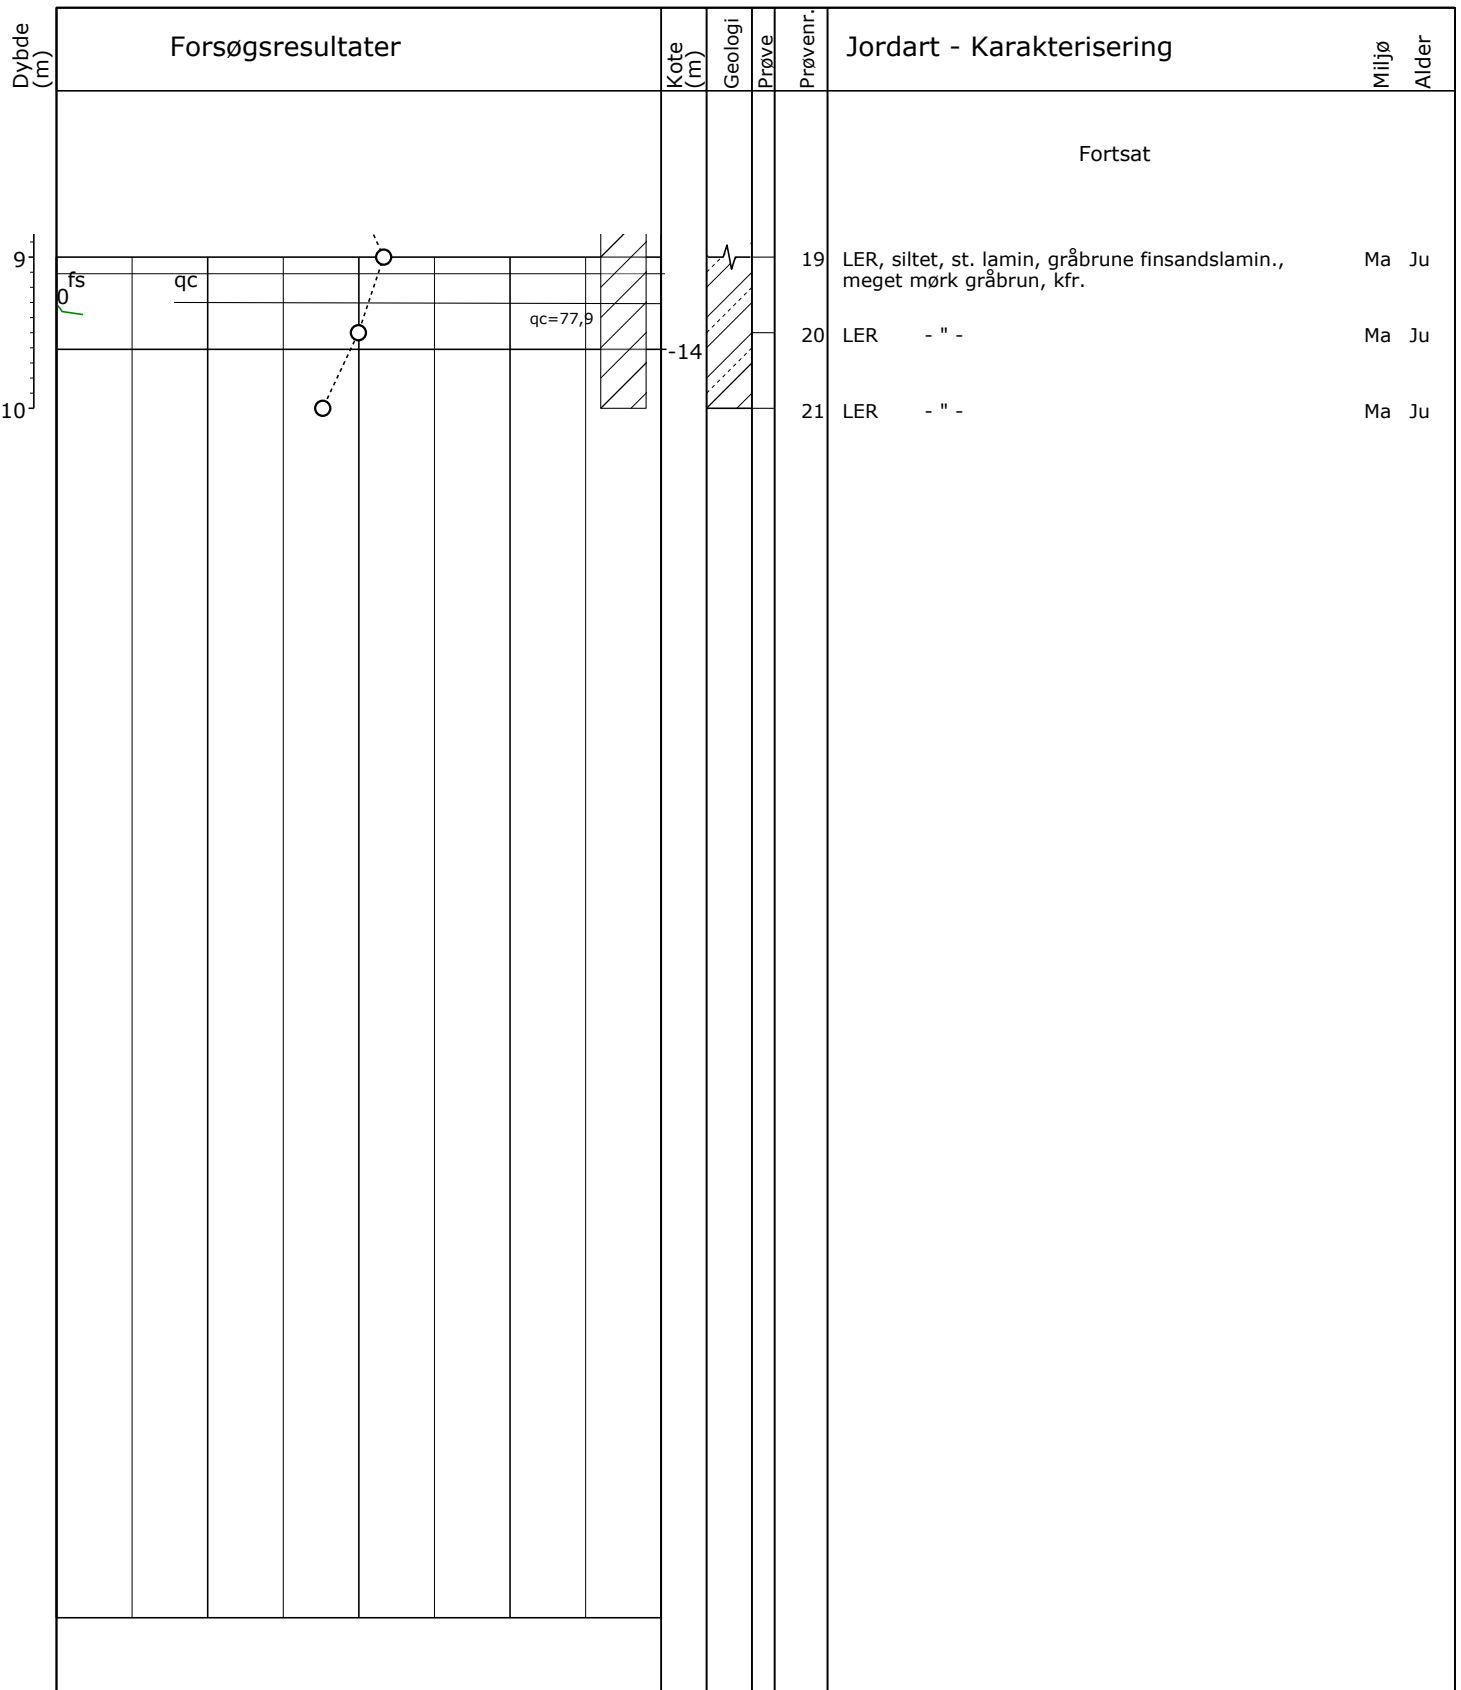 Dybde
(m)
Forsøgsresultater
Kote
(m)
Geologi
Prøve
Prøvenr.
Jordart - Karakterisering
Miljø
Alder
Fortsat
9
19 LER, siltet, st. lamin, gråbrune finsandslamin., Ma Ju
meget mørk gråbrun, kfr.
fs
qc
0
qc=77,9
20 LER - " - Ma Ju
-14
10
21 LER - " - Ma Ju